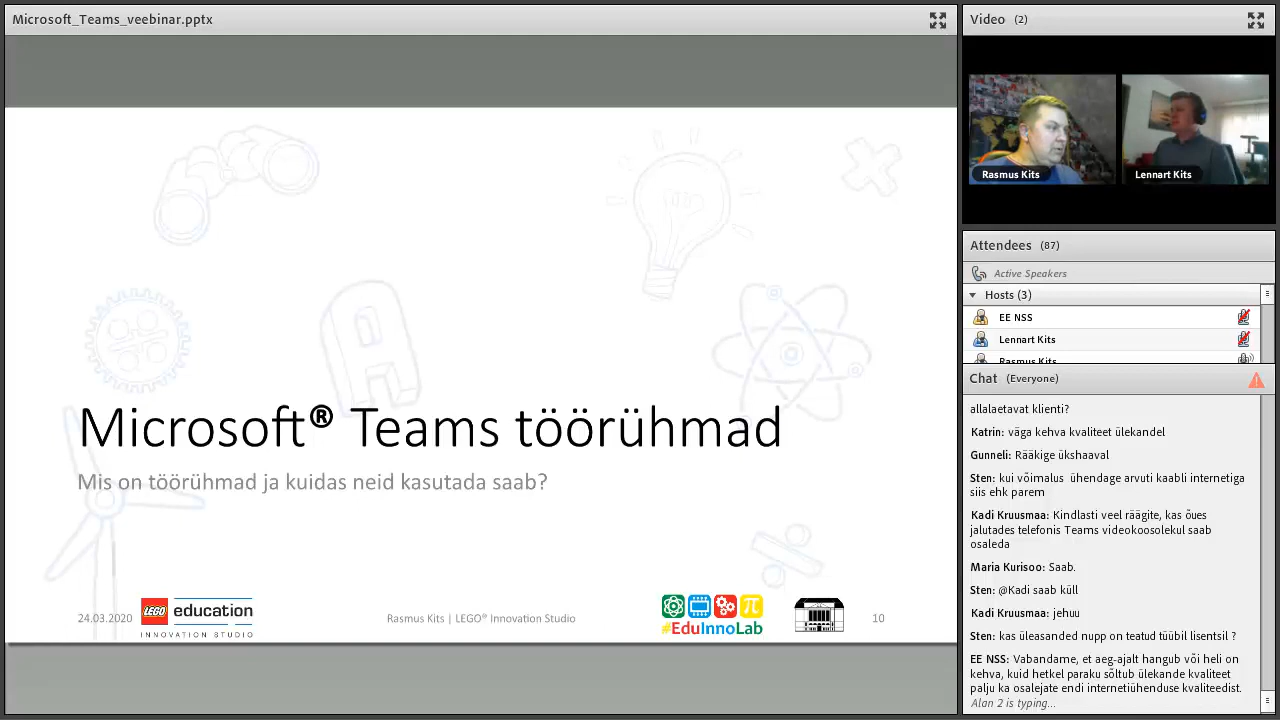 Microsoft_Teams_veebinar.pptx
Microsoft® Teams töörühmad
Mis on töörühmad ja kuidas neid kasutada saab?
24.03.2020
LEGO education
INNOVATION STUDIO
Rasmus Kits | LEGO® Innovation Studio
#EduInnoLab
10
Video (2)
Rasmus Kits
Lennart Kits
Attendees (87)
Active Speakers
Hosts (3)
EE NSS
Lennart Kits
Rasmus Kits
Chat (Everyone)
allalaetavat klienti?
Katrin: väga kehva kvaliteet ülekandel
Gunneli: Rääkige ükshaaval
Sten: kui võimalus ühendage arvuti kaabli internetiga
siis ehk parem
Kadi Kruusmaa: Kindlasti veel räägite, kas õues
jalutades telefonis Teams videokoosolekul saab
osaleda
Maria Kurisoo: Saab.
Sten: @Kadi saab küll
Kadi Kruusmaa: jehuu
Sten: kas üleasanded nupp on teatud tüübil lisentsil ?
EE NSS: Vabandame, et aeg-ajalt hangub või heli on
kehva, kuid hetkel paraku sõltub ülekande kvaliteet
palju ka osalejate endi internetiühenduse kvaliteedist.
Alan 2 is typing...